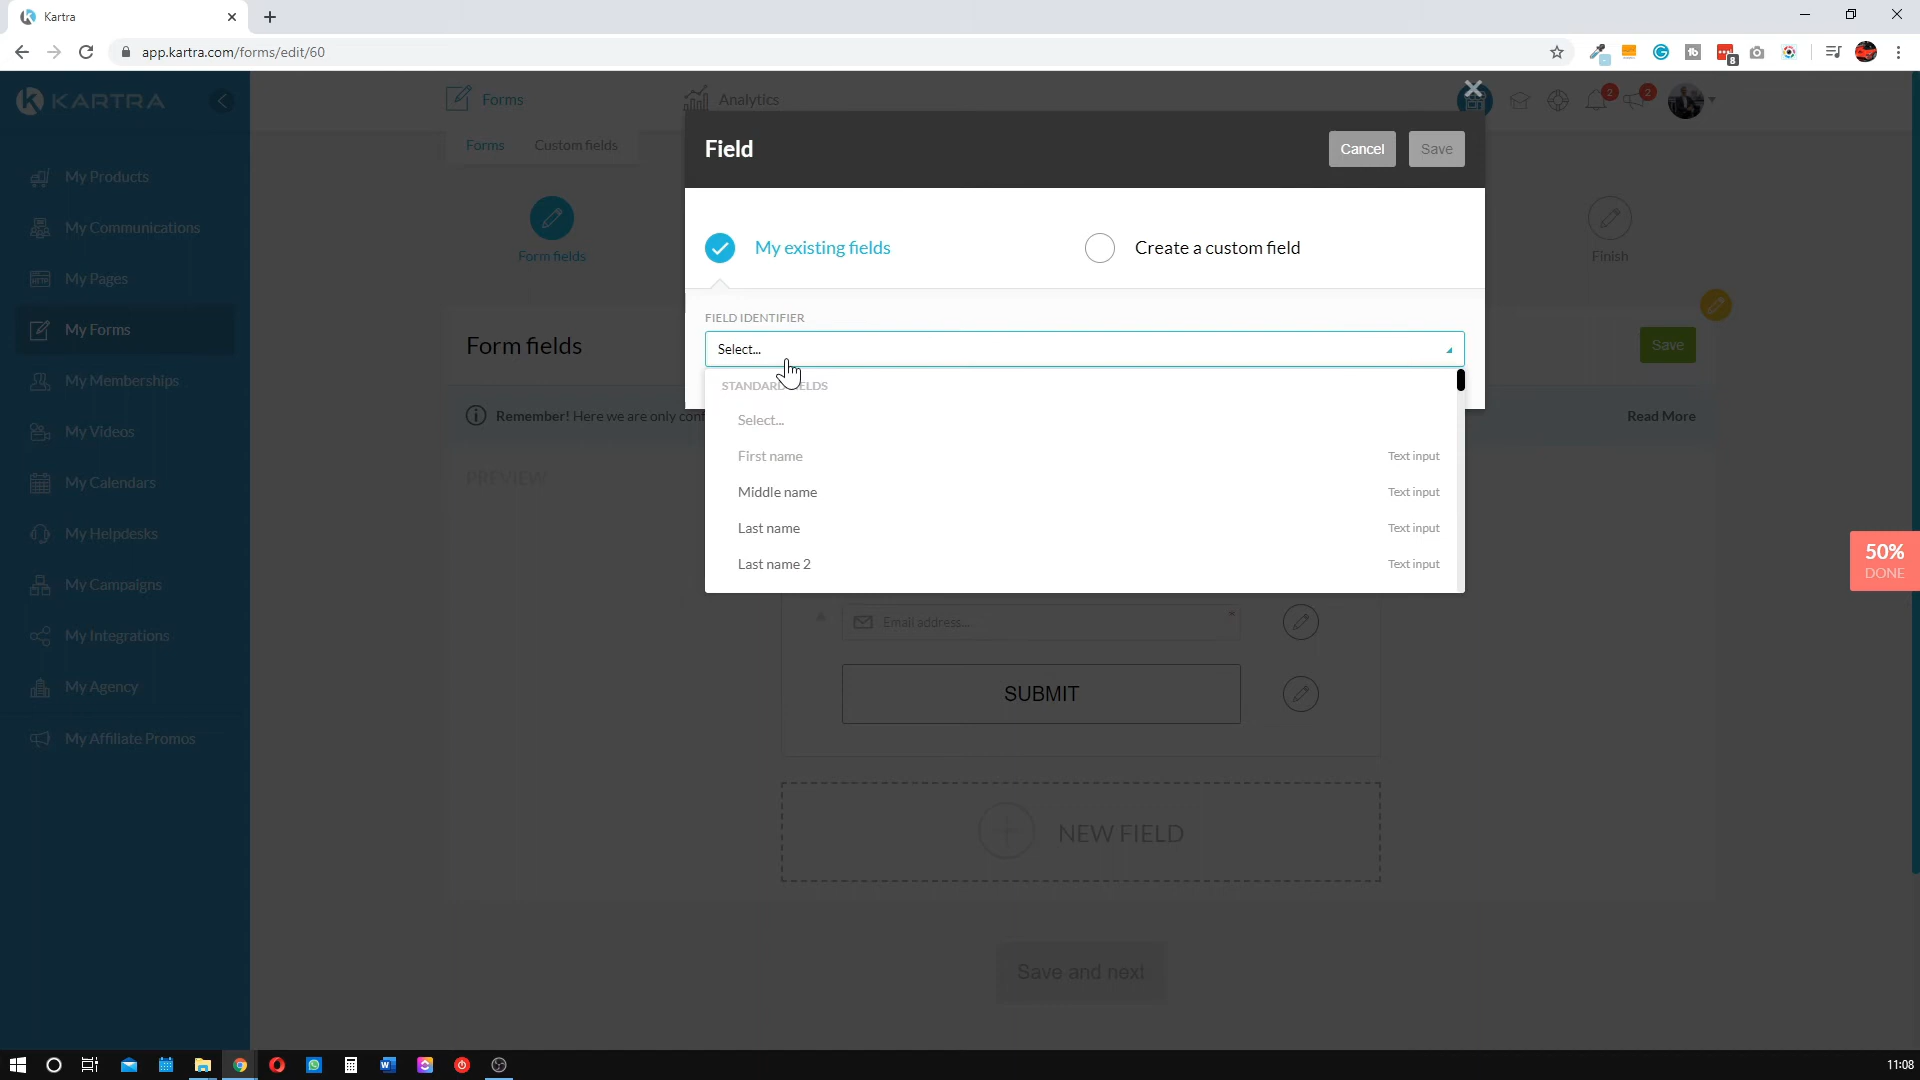 Kartra
app.kartra.com/forms/edit/60
8
KARTRA
Forms
Analytics
2
2
Forms
Custom fields
Field
Cancel
Save
My Products
My Communications
My Pages
My Forms
My Memberships
My Videos
My Calendars
My Helpdesks
My Campaigns
My Integrations
My Agency
My Affiliate Promos
Form fields
Finish
My existing fields
Create a custom field
FIELD IDENTIFIER
Select...
Form fields
Save
Remember! Here we are only
Read More
PREVIEW
Select...
First name Text input
Middle name Text input
Last name Text input
Last name 2 Text input
50%
DONE
Email address...
*
SUBMIT
NEW FIELD
Save and next
11:08